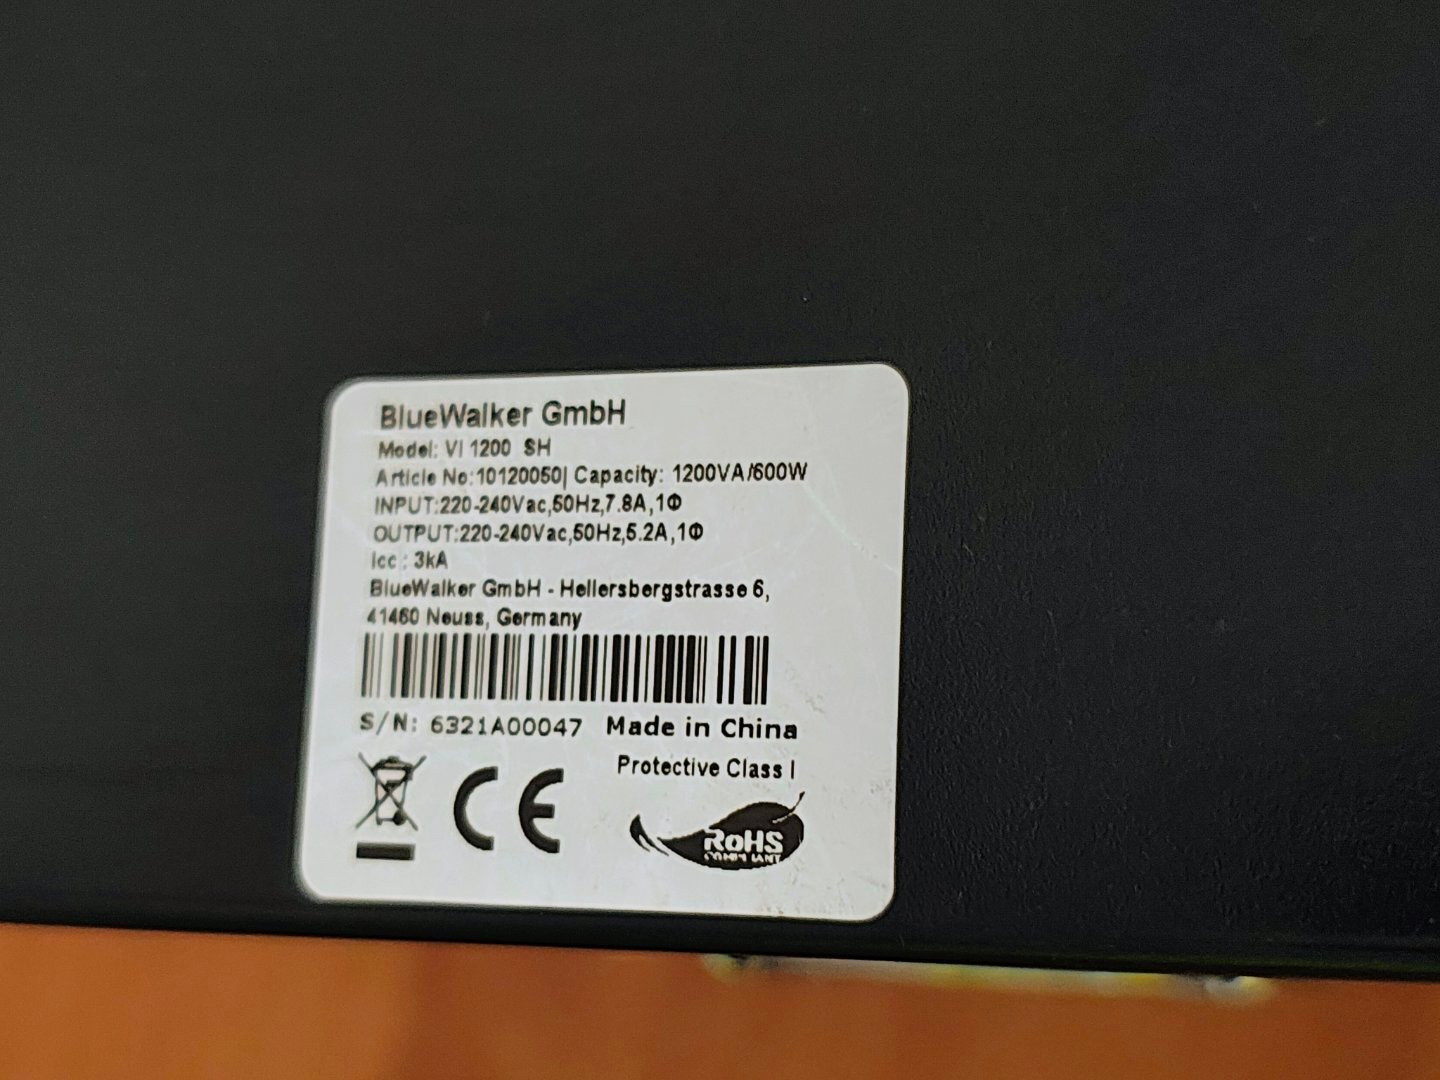 BlueWalker GmbH
Model: VI 1200 SH
Article No:10120050| Capacity: 1200VA/600W
INPUT:220-240Vac,50Hz,7.8A,1Φ
OUTPUT:220-240Vac,50Hz,5.2A,1Φ
Icc : 3kA
BlueWalker GmbH - Hellersbergstrasse 6,
41460 Neuss, Germany
S/N: 6321A00047 Made in China
Protective Class I
CE
RoHS
COMPLIANT